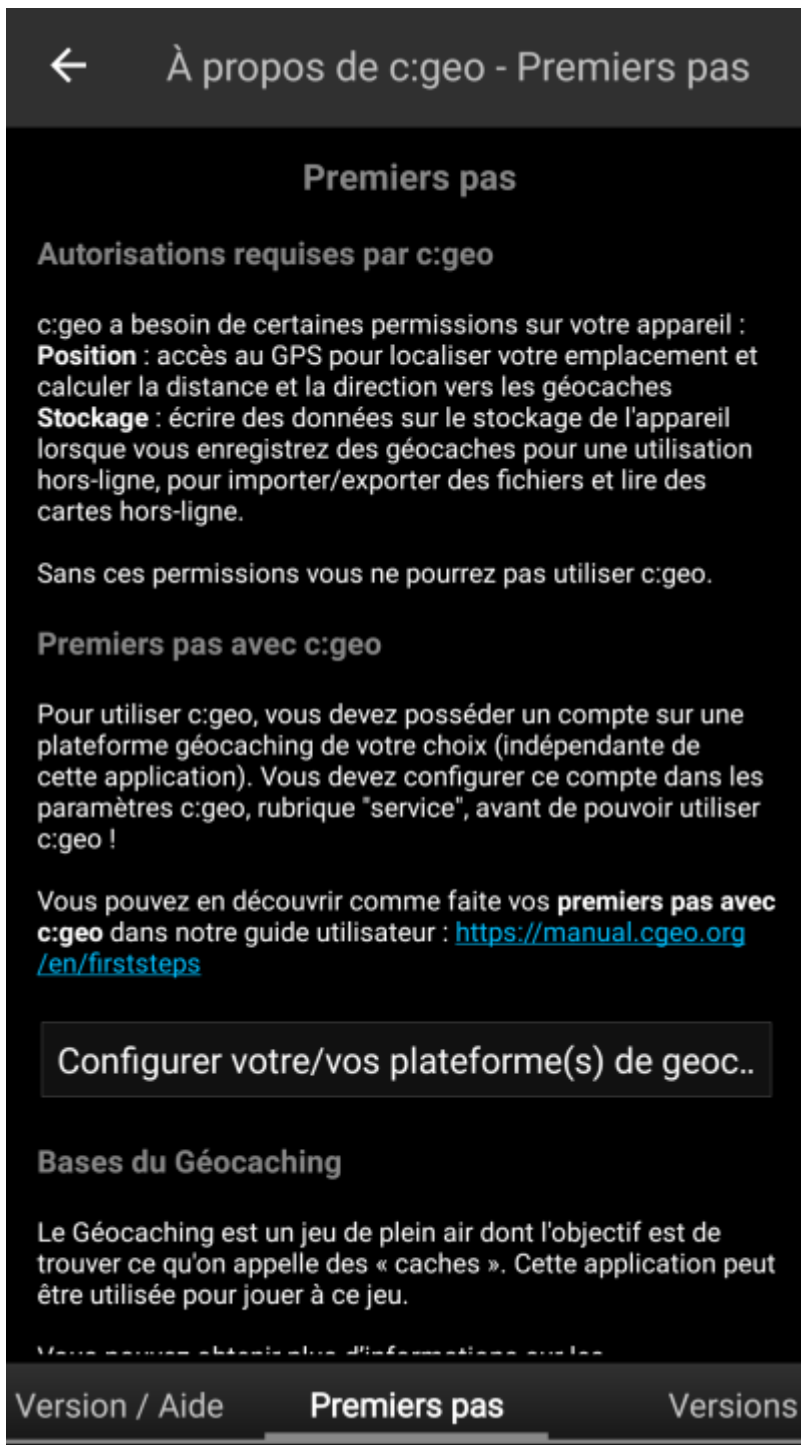 À propos de c:geo - Premiers pas
Premiers pas
Autorisations requises par c:geo
c:geo a besoin de certaines permissions sur votre appareil :
Position : accès au GPS pour localiser votre emplacement et
calculer la distance et la direction vers les géocaches
Stockage : écrire des données sur le stockage de l'appareil
lorsque vous enregistrez des géocaches pour une utilisation
hors-ligne, pour importer/exporter des fichiers et lire des
cartes hors-ligne.
Sans ces permissions vous ne pourrez pas utiliser c:geo.
Premiers pas avec c:geo
Pour utiliser c:geo, vous devez posséder un compte sur une
plateforme géocaching de votre choix (indépendante de
cette application). Vous devez configurer ce compte dans les
paramètres c:geo, rubrique "service", avant de pouvoir utiliser
c:geo !
Vous pouvez en découvrir comme faite vos premiers pas avec
c:geo dans notre guide utilisateur : https://manual.cgeo.org
/en/firststeps
Configurer votre/vos plateforme(s) de geoc..
Bases du Géocaching
Le Géocaching est un jeu de plein air dont l'objectif est de
trouver ce qu'on appelle des « caches ». Cette application peut
être utilisée pour jouer à ce jeu.
Vous pouvez obtenir plus d'informations sur les
Version / Aide
Premiers pas
Versions